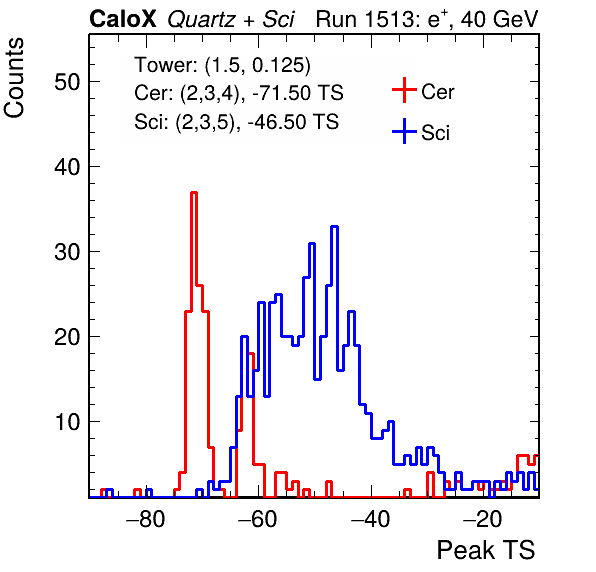 CaloX Quartz + Sci Run 1513: e+, 40 GeV
Counts
Tower: (1.5, 0.125)
Cer: (2,3,4), -71.50 TS
Sci: (2,3,5), -46.50 TS
Cer
Sci
50
40
30
20
10
−80 −60 −40 −20
Peak TS